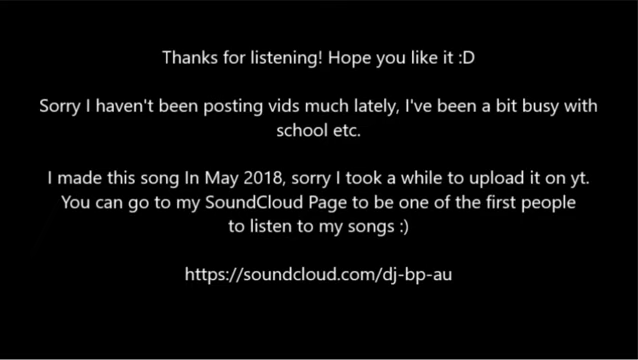 Thanks for listening! Hope you like it :D
Sorry I haven't been posting vids much lately, I've been a bit busy with
school etc.
I made this song In May 2018, sorry I took a while to upload it on yt.
You can go to my SoundCloud Page to be one of the first people
to listen to my songs :)
https://soundcloud.com/dj-bp-au